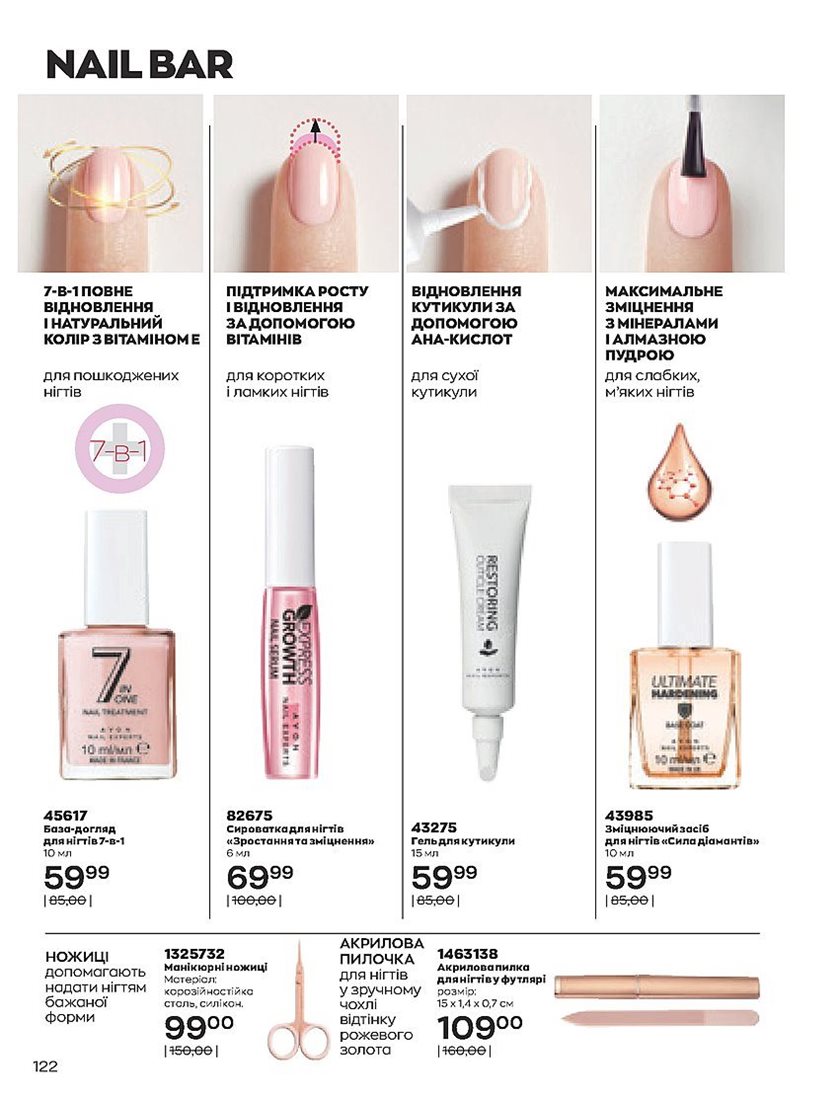 NAIL BAR
7-В-1 ПОВНЕ
ВІДНОВЛЕННЯ
І НАТУРАЛЬНИЙ
КОЛІР З ВІТАМІНОМ Е
для пошкоджених
нігтів
7-в-1
7
IN
ONE
NAIL TREATMENT
AVON
NAIL EXPERTS
10 ml/мл
MADE IN FRANCE
45617
База-догляд
для нігтів 7-в-1
10 мл
59 99
|85,00|
ПІДТРИМКА РОСТУ
І ВІДНОВЛЕННЯ
ЗА ДОПОМОГОЮ
ВІТАМІНІВ
для коротких
і ламких нігтів
EXPRESS
GROWTH
NAIL SERUM
AVON
NAIL EXPERTS
82675
Сироватка для нігтів
«Зростання та зміцнення»
6 мл
69 99
|100,00|
ВІДНОВЛЕННЯ
КУТИКУЛИ ЗА
ДОПОМОГОЮ
АНА-КИСЛОТ
для сухої
кутикули
RESTORING
CUTICLE CREAM
AVON
NAIL EXPERTS
43275
Гель для кутикули
15 мл
59 99
|85,00|
МАКСИМАЛЬНЕ
ЗМІЦНЕННЯ
З МІНЕРАЛАМИ
І АЛМАЗНОЮ
ПУДРОЮ
для слабких,
м'яких нігтів
ULTIMATE
HARDENING
BASE COAT
AVON
NAIL EXPERTS
10 ml/мл
43985
Зміцнюючий засіб
для нігтів «Сила діамантів»
10 мл
59 99
|85,00|
НОЖИЦІ
допомагають
надати нігтям
бажаної
форми
1325732
Манікюрні ножиці
Матеріал:
корозійностійка
сталь, силікон.
99 00
|150,00|
АКРИЛОВА
ПИЛОЧКА
для нігтів
у зручному
чохлі
відтінку
рожевого
золота
1463138
Акрилова пилка
для нігтів у футлярі
розмір:
15 x 1,4 x 0,7 см
109 00
|160,00|
122